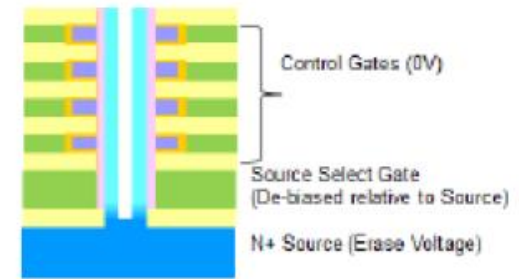 Control Gates (0V)
Source Select Gate
(De-biased relative to Source)
N+ Source (Erase Voltage)